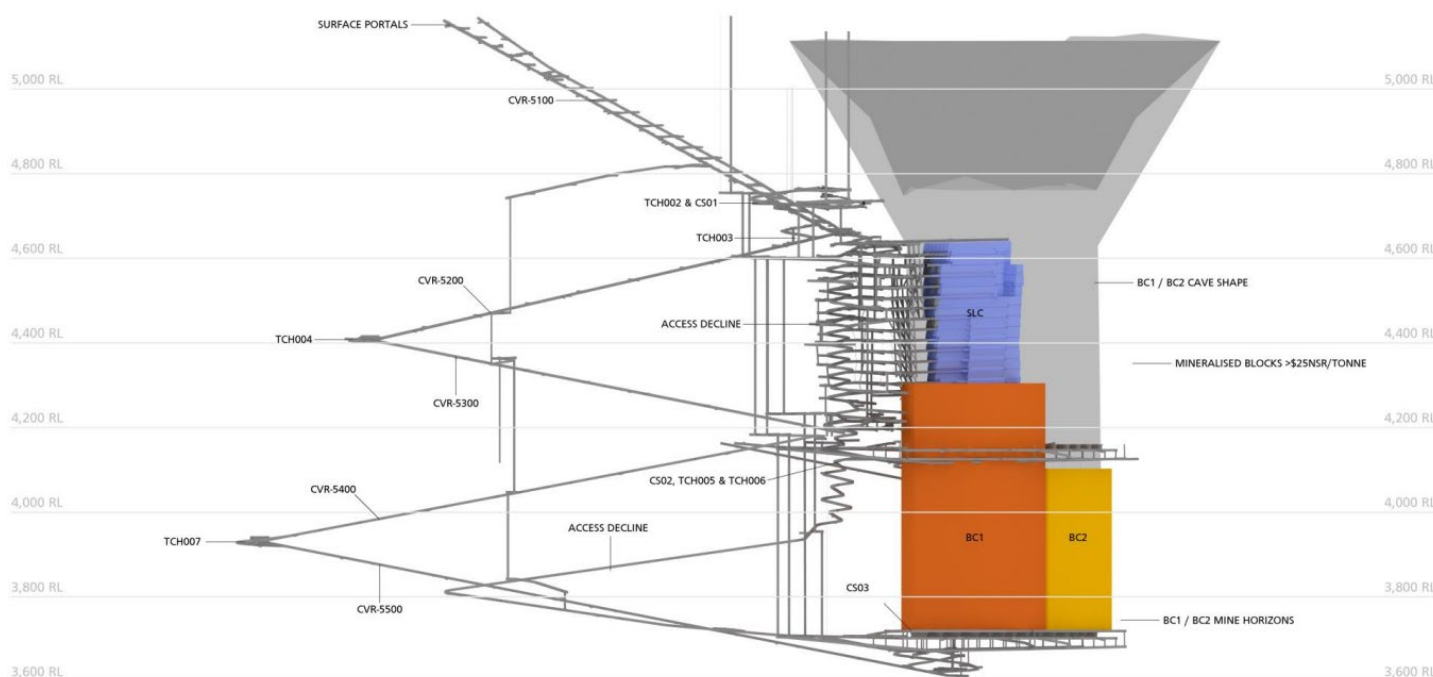 SURFACE PORTALS
5,000 RL
5,000 RL
CVR-5100
4,800 RL
4,800 RL
TCH002 & CS01
TCH003
4,600 RL
4,600 RL
CVR-5200
BC1 / BC2 CAVE SHAPE
SLC
ACCESS DECLINE
TCH004
4,400 RL
4,400 RL
MINERALISED BLOCKS >$25NSR/TONNE
CVR-5300
4,200 RL
4,200 RL
CS02, TCH005 & TCH006
CVR-5400
4,000 RL
4,000 RL
ACCESS DECLINE
TCH007
BC1
BC2
CS03
3,800 RL
3,800 RL
CVR-5500
BC1 / BC2 MINE HORIZONS
3,600 RL
3,600 RL